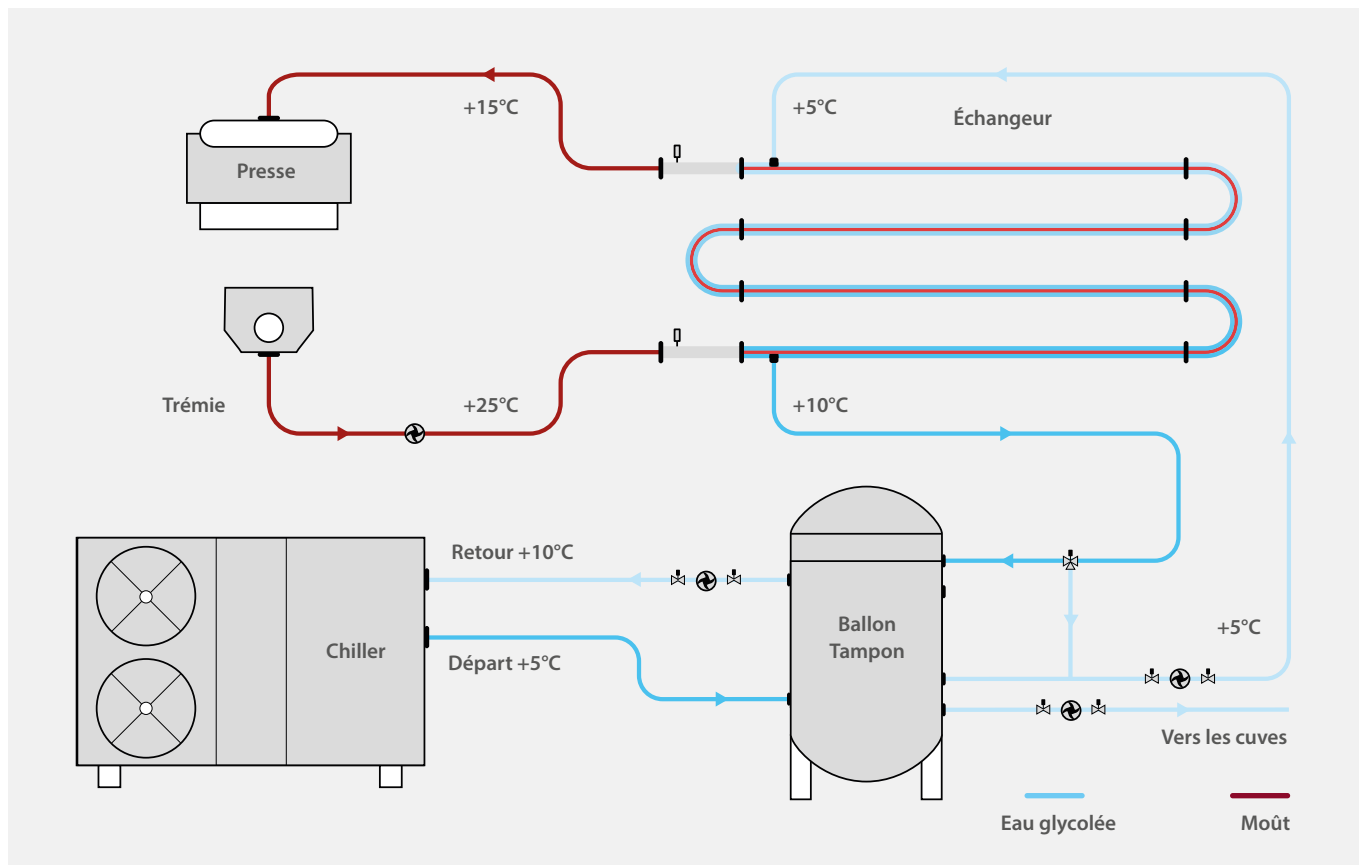 +15°C
+5°C
Échangeur
Presse
Trémie
+25°C
+10°C
Retour +10°C
Ballon
Tampon
+5°C
Chiller
Départ +5°C
Vers les cuves
Eau glycolée
Moût